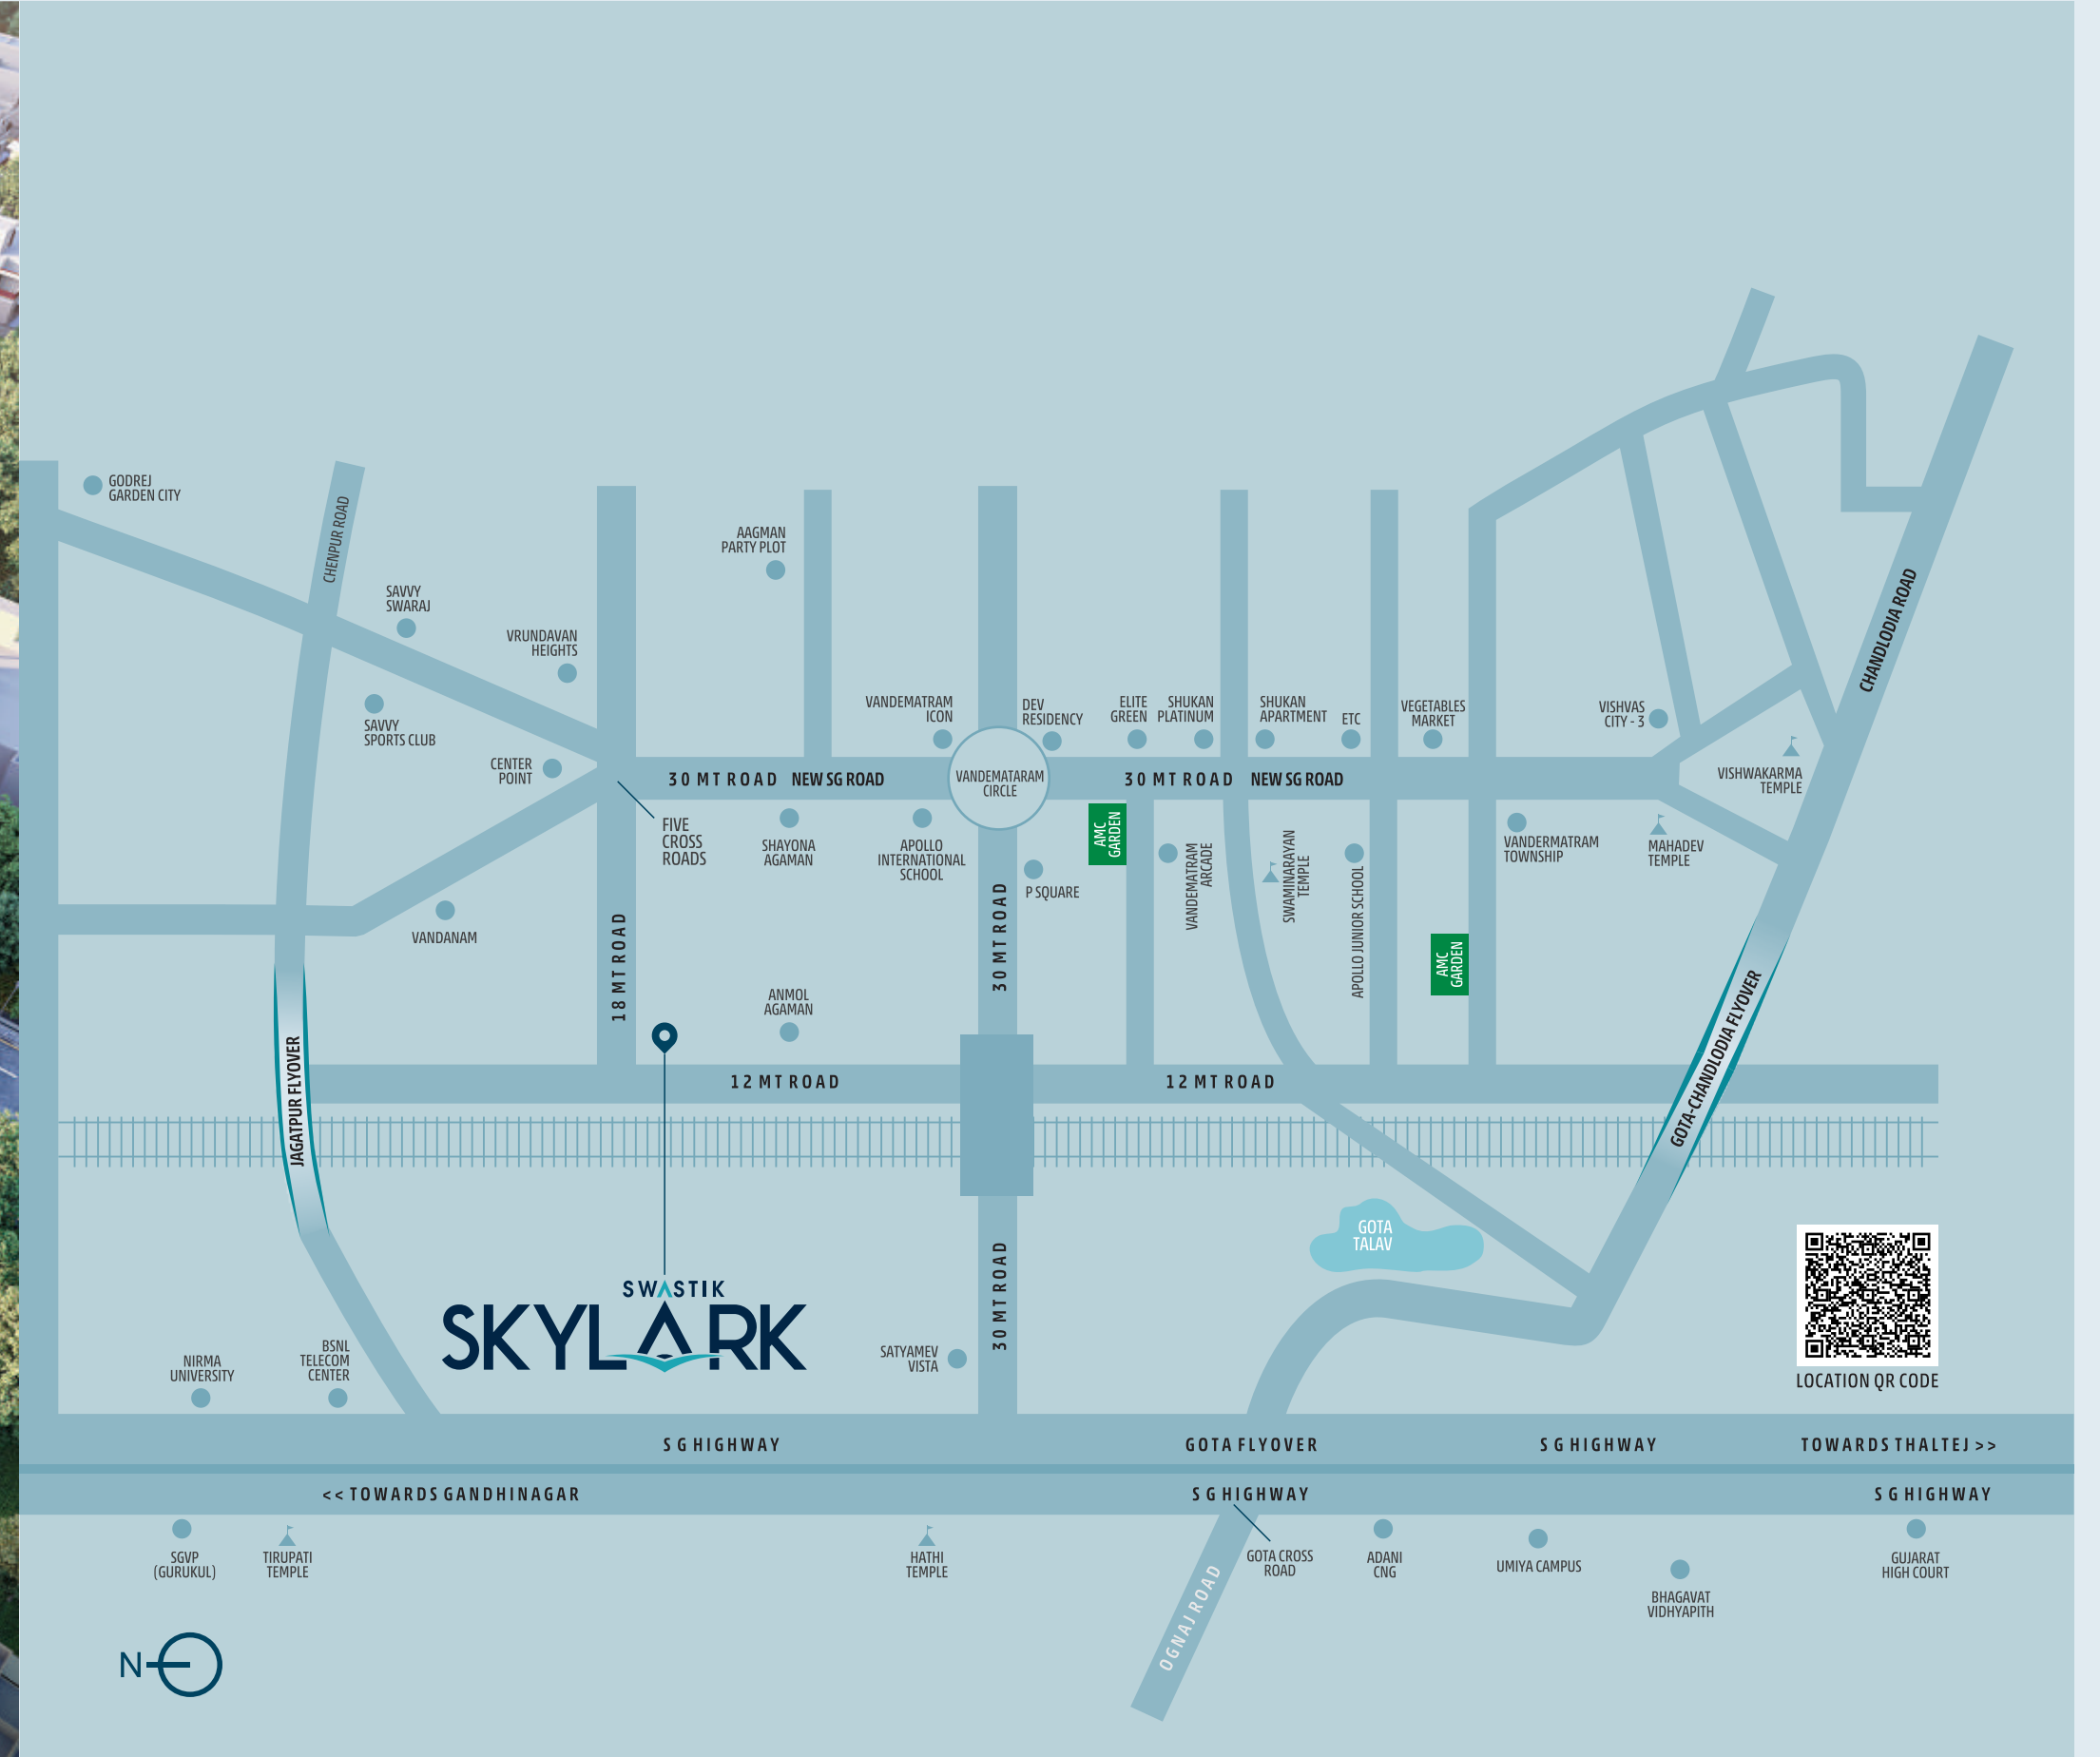 GODREJ
GARDEN CITY
CHENPUR ROAD
AAGMAN
PARTY PLOT
SAVVY
SWARAJ
VRUNDAVAN
HEIGHTS
SAVVY
SPORTS CLUB
CENTER
POINT
VANDEMATRAM
ICON
DEV
RESIDENCY
ELITE
GREEN
SHUKAN
PLATINUM
SHUKAN
APARTMENT
ETC
VEGETABLES
MARKET
VISHVAS
CITY - 3
CHANDLODIA ROAD
VISHWAKARMA
TEMPLE
30 MT ROAD NEW SG ROAD
VANDEMATARAM
CIRCLE
30 MT ROAD NEW SG ROAD
FIVE
CROSS
ROADS
SHAYONA
AGAMAN
APOLLO
INTERNATIONAL
SCHOOL
P SQUARE
AMC
GARDEN
VANDEMATRAM
ARCADE
SWAMINARAYAN
TEMPLE
APOLLO JUNIOR SCHOOL
AMC
GARDEN
VANDERMATRAM
TOWNSHIP
MAHADEV
TEMPLE
VANDANAM
18 MT ROAD
30 MT ROAD
ANMOL
AGAMAN
JAGATPUR FLYOVER
12 MT ROAD
12 MT ROAD
GOTA-CHANDLODIA FLYOVER
GOTA
TALAV
SWASTIK
SKYLARK
30 MT ROAD
SATYAMEV
VISTA
NIRMA
UNIVERSITY
BSNL
TELECOM
CENTER
LOCATION QR CODE
S G HIGHWAY
GOTA FLYOVER
S G HIGHWAY
TOWARDS THALTEJ >>
<< TOWARDS GANDHINAGAR
S G HIGHWAY
S G HIGHWAY
SGVP
(GURUKUL)
TIRUPATI
TEMPLE
HATHI
TEMPLE
GOTA CROSS
ROAD
OGNAJ ROAD
ADANI
CNG
UMIYA CAMPUS
BHAGAVAT
VIDHYAPITH
GUJARAT
HIGH COURT
N